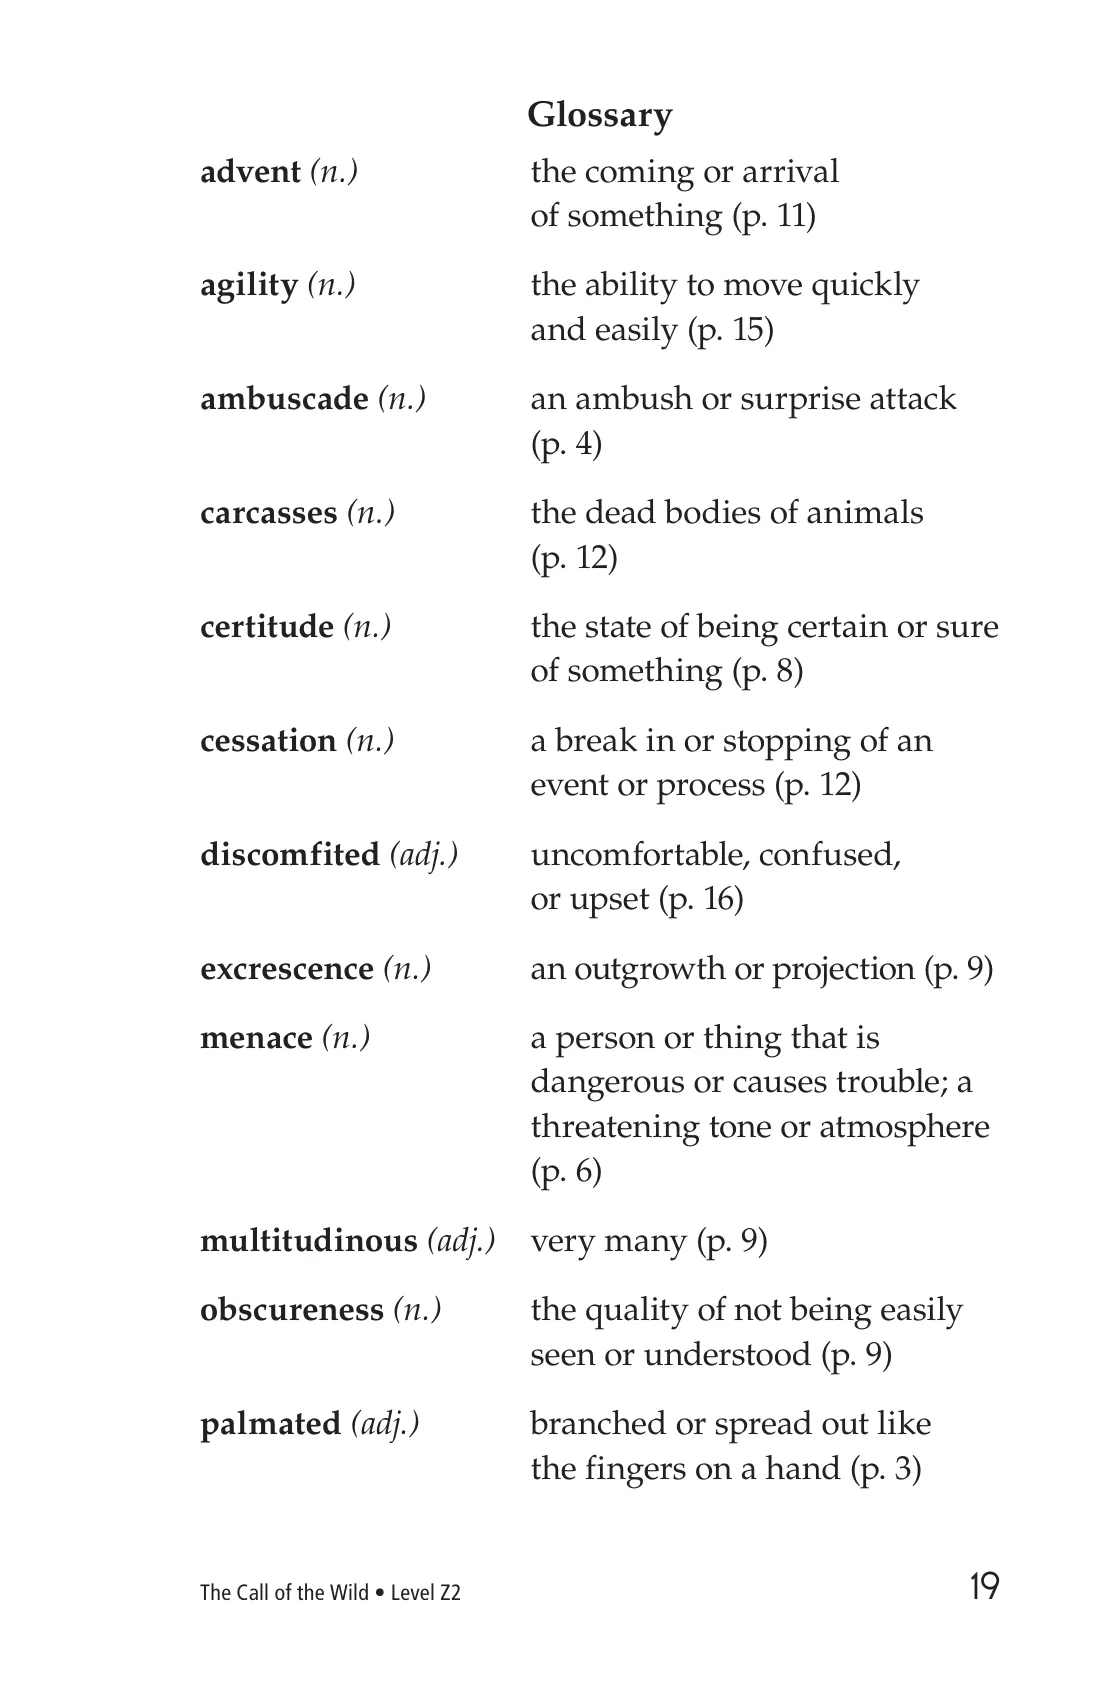 Glossary
advent (n.) the coming or arrival
of something (p. 11)
agility (n.) the ability to move quickly
and easily (p. 15)
ambuscade (n.) an ambush or surprise attack
(p. 4)
carcasses (n.) the dead bodies of animals
(p. 12)
certitude (n.) the state of being certain or sure
of something (p. 8)
cessation (n.) a break in or stopping of an
event or process (p. 12)
discomfited (adj.) uncomfortable, confused,
or upset (p. 16)
excrescence (n.) an outgrowth or projection (p. 9)
menace (n.) a person or thing that is
dangerous or causes trouble; a
threatening tone or atmosphere
(p. 6)
multitudinous (adj.) very many (p. 9)
obscureness (n.) the quality of not being easily
seen or understood (p. 9)
palmated (adj.) branched or spread out like
the fingers on a hand (p. 3)
The Call of the Wild • Level Z2 19